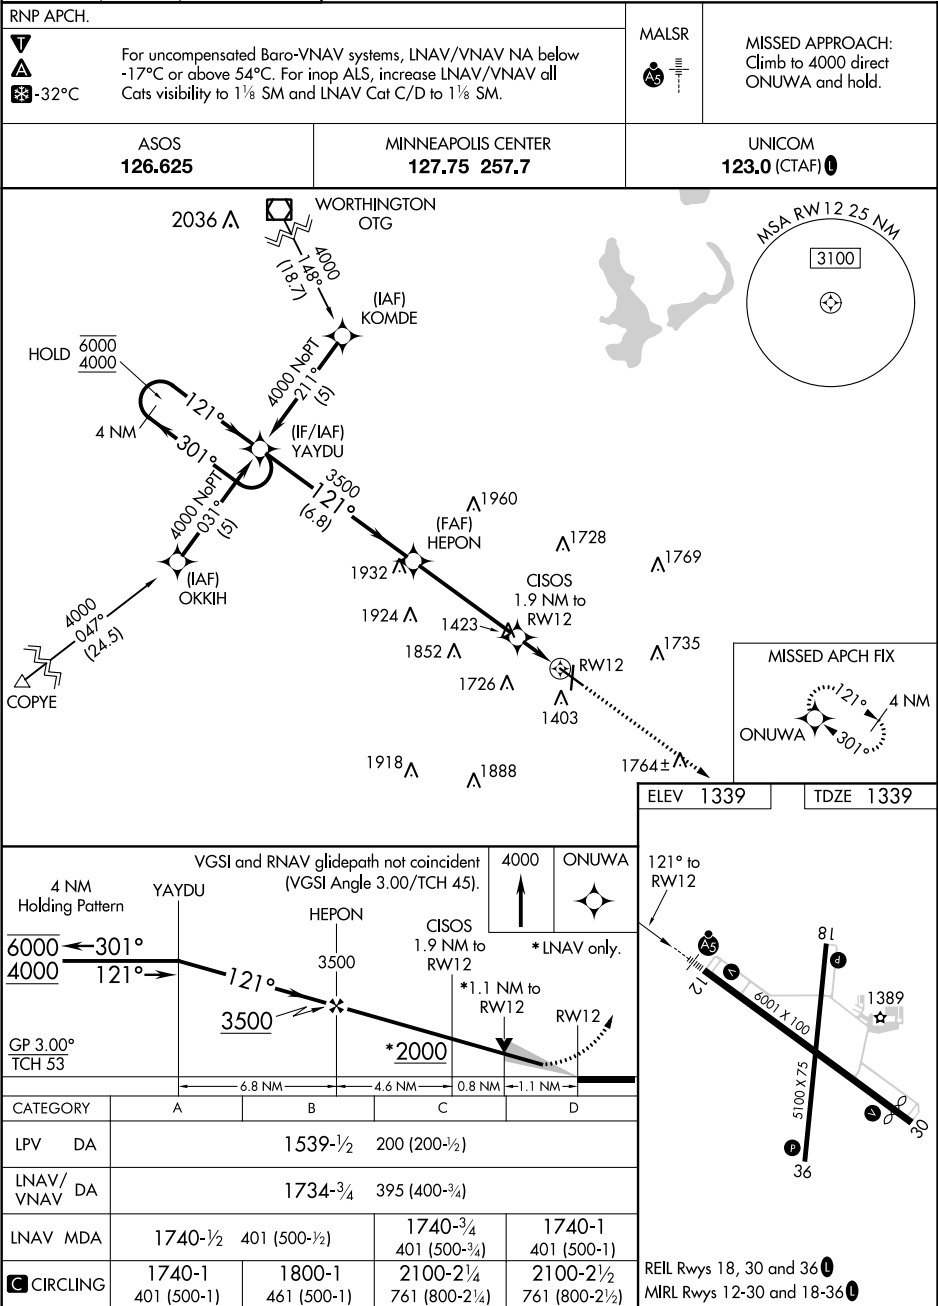 RNP APCH.
T
A
-32°C
For uncompensated Baro-VNAV systems, LNAV/VNAV NA below
-17°C or above 54°C. For inop ALS, increase LNAV/VNAV all
Cats visibility to 1⅛ SM and LNAV Cat C/D to 1⅛ SM.
MALSR
A5
MISSED APPROACH:
Climb to 4000 direct
ONUWA and hold.
ASOS
126.625
MINNEAPOLIS CENTER
127.75 257.7
UNICOM
123.0 (CTAF) L
2036
WORTHINGTON
OTG
4000
148°
(18.7)
(IAF)
KOMDE
MSA RW12 25 NM
3100
HOLD 6000
4000
4000 NoPT
211°
(5)
121°
4 NM
301°
(IF/IAF)
YAYDU
4000 NoPT
031°
(5)
3500
121°
(6.8)
1960
(FAF)
HEPON
1728
1769
1932
(IAF)
OKKIH
CISOS
1.9 NM to
RW12
4000
047°
(24.5)
1924
1423
1852
1735
RW12
1726
COPYE
1403
MISSED APCH FIX
121°
4 NM
ONUWA
301°
1918
1888
1764±
ELEV 1339
TDZE 1339
VGSI and RNAV glidepath not coincident
(VGSI Angle 3.00/TCH 45).
4000
ONUWA
4 NM
Holding Pattern
YAYDU
HEPON
CISOS
1.9 NM to
RW12
*LNAV only.
6000
301°
4000
121°
121°
3500
3500
*1.1 NM to
RW12
RW12
*2000
GP 3.00°
TCH 53
6.8 NM
4.6 NM
0.8 NM
1.1 NM
121° to
RW12
A5
18
P
V
12
6001 X 100
1389
5100 X 75
V
30
P
36
REIL Rwys 18, 30 and 36 L
MIRL Rwys 12-30 and 18-36 L
CATEGORY A B C D
LPV DA 1539-½ 200 (200-½)
LNAV/
VNAV DA 1734-¾ 395 (400-¾)
LNAV MDA 1740-½ 401 (500-½) 1740-¾ 1740-1
401 (500-¾) 401 (500-1)
C CIRCLING 1740-1 1800-1 2100-2¼ 2100-2½
401 (500-1) 461 (500-1) 761 (800-2¼) 761 (800-2½)